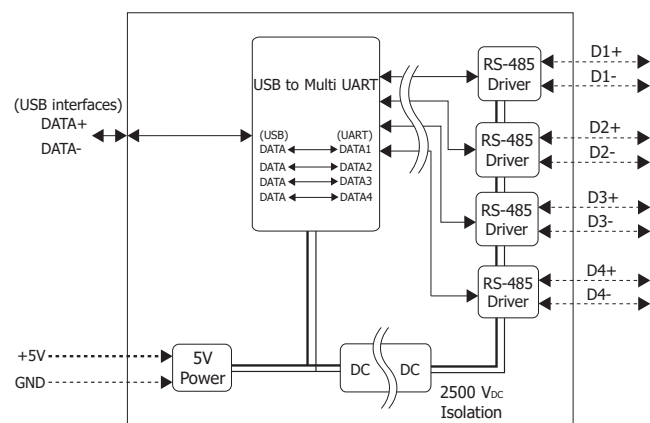 USB to Multi UART
(USB) (UART)
DATA DATA1
DATA DATA2
DATA DATA3
DATA DATA4
(USB interfaces)
DATA+
DATA-
RS-485
Driver
D1+
D1-
RS-485
Driver
D2+
D2-
RS-485
Driver
D3+
D3-
RS-485
Driver
D4+
D4-
+5V
GND
5V
Power
DC DC
2500 VDC
Isolation